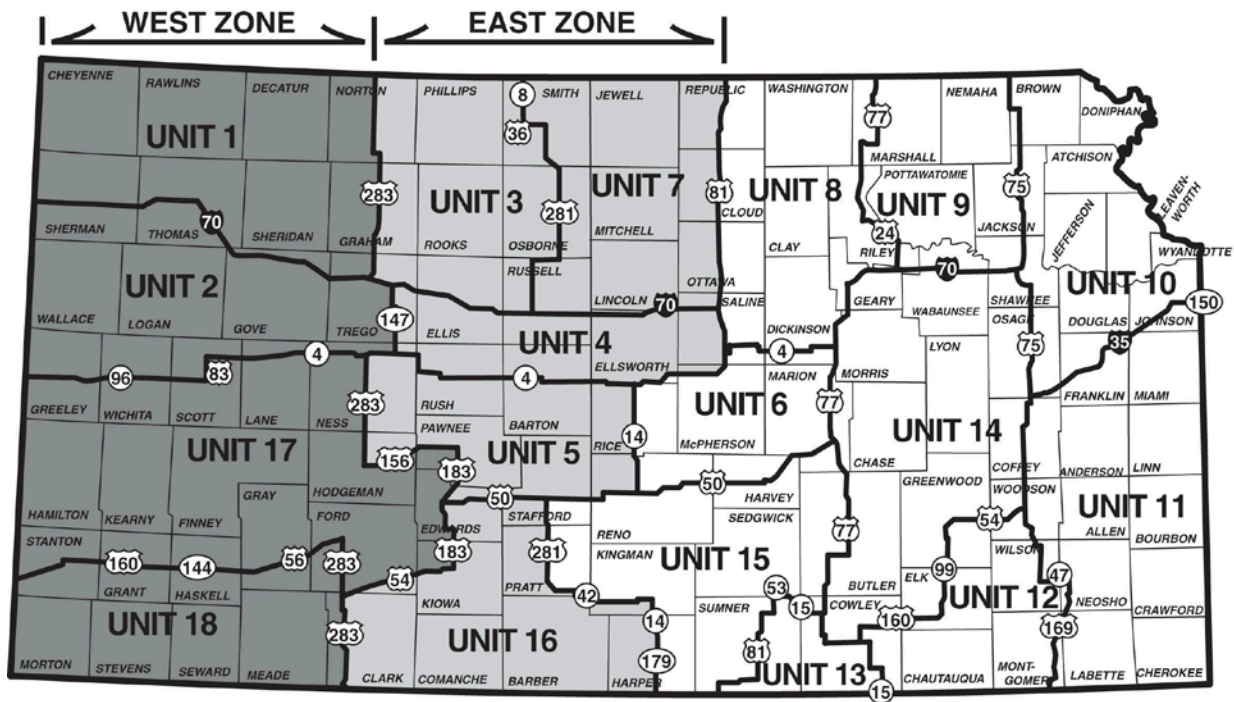 WEST ZONE EAST ZONE
CHEYENNE RAWLINS DECATUR NORTON PHILLIPS 8 SMITH JEWELL REPUBLIC WASHINGTON NEMAHA BROWN
DONIPHAN
36 77
UNIT 1
MARSHALL ATCHISON
POTTAWATOMIE
283 UNIT 3 UNIT 7 81 UNIT 8 UNIT 9 75 LEAVEN-
WORTH
281 CLOUD JEFFERSON
70 24 JACKSON
SHERMAN THOMAS SHERIDAN GRAHAM ROOKS OSBORNE MITCHELL CLAY RILEY WYANDOTTE
RUSSELL 70
UNIT 2 OTTAWA UNIT 10
LINCOLN 70 SALINE GEARY SHAWNEE 150
WALLACE LOGAN GOVE TREGO 147 ELLIS UNIT 4 DICKINSON WABAUNSEE OSAGE DOUGLAS JOHNSON
4 4 LYON 75 35
96 83 4 ELLSWORTH MARION MORRIS
GREELEY WICHITA SCOTT LANE NESS 283 RUSH BARTON UNIT 6 77 FRANKLIN MIAMI
PAWNEE RICE 14 McPHERSON UNIT 14
UNIT 17 156 183 UNIT 5 CHASE COFFEY ANDERSON LINN
GRAY HODGEMAN 50 50 GREENWOOD WOODSON UNIT 11
HAMILTON KEARNY FINNEY FORD EDWARDS STAFFORD HARVEY ALLEN
STANTON RENO SEDGWICK 77 54 BOURBON
183 281 KINGMAN WILSON
160 144 56 283 54 UNIT 15 99 47
GRANT HASKELL KIOWA PRATT 42 53 BUTLER ELK UNIT 12 NEOSHO
SUMNER 15 COWLEY CRAWFORD
UNIT 18 283 UNIT 16 14 160 169
81
MORTON STEVENS SEWARD MEADE CLARK COMANCHE BARBER HARPER 179 UNIT 13 15 CHAUTAUQUA MONT-
GOMERY LABETTE CHEROKEE